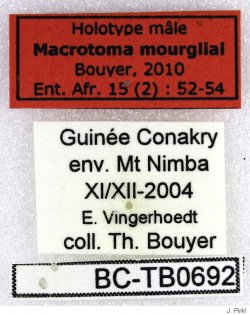 Holotype mâle
Macrotoma mourgliai
Bouyer, 2010
Ent. Afr. 15 (2) : 52-54
Guinée Conakry
env. Mt Nimba
XI/XII-2004
E. Vingerhoedt
coll. Th. Bouyer
BC-TB0692
J. Pirkl